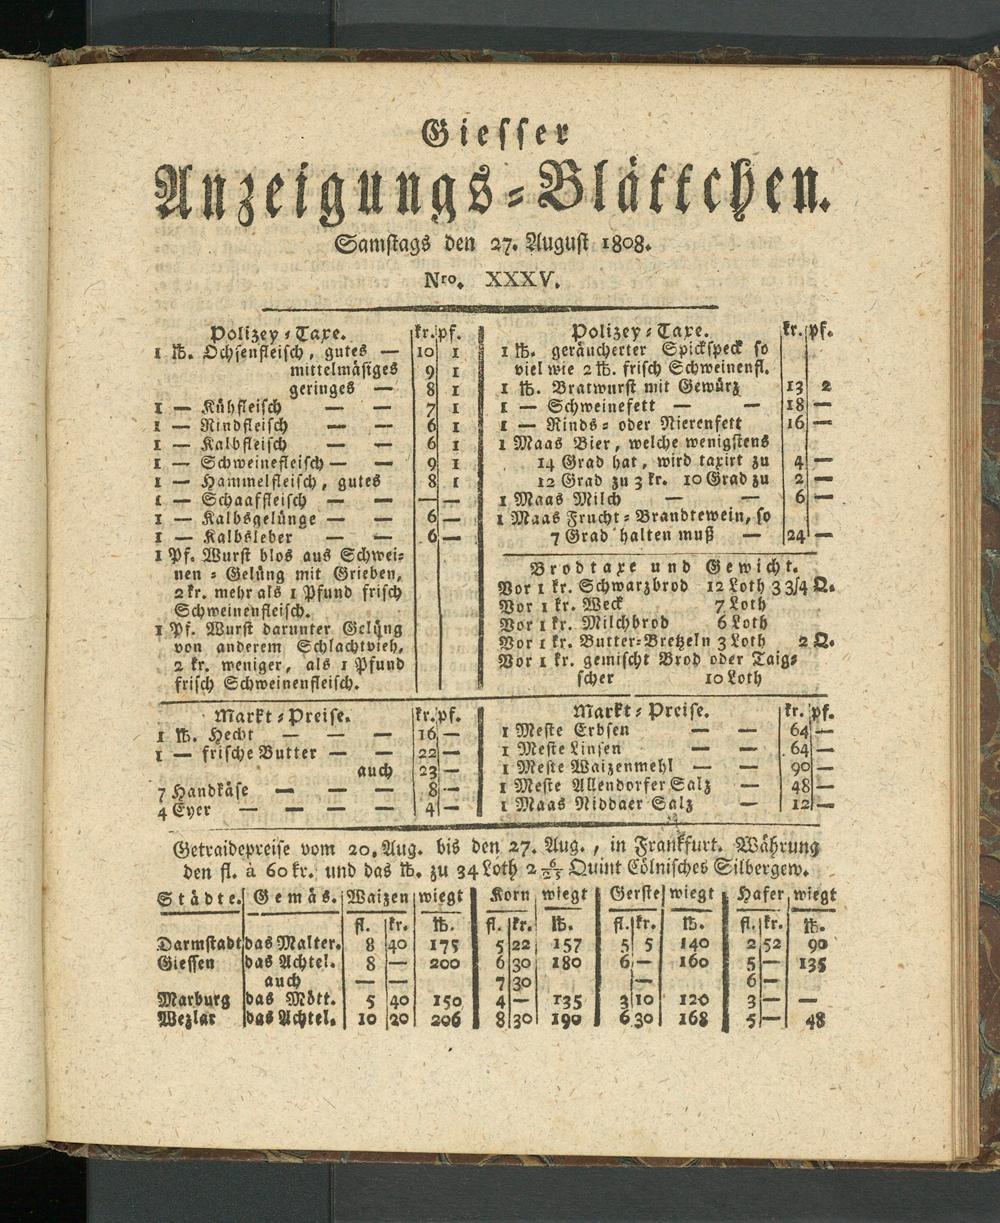 Giesser
Anzeigungs-Blättchen.
Samstags den 27. August 1808.
Nro. XXXV.
Polizey-Taxe. kr. pf.
1 ℔. Ochsenfleisch, gutes — 10 1
mittelmäsiges 9 1
geringes — 8 1
1 — Kühfleisch — — 7 1
1 — Rindfleisch — — 6 1
1 — Kalbfleisch — — 6 1
1 — Schweinefleisch — — 9 1
1 — Hammelfleisch, gutes 8 1
1 — Schaaffleisch — — — —
1 — Kalbsgelünge — — 6 —
1 — Kalbsleber — — 6 —
1 Pf. Wurst blos aus Schwei-
nen-Gelüng mit Grieben,
2 kr. mehr als 1 Pfund frisch
Schweinenfleisch.
1 Pf. Wurst darunter Gelüng
von anderem Schlachtvieh,
2 kr. weniger, als 1 Pfund
frisch Schweinenfleisch.
Polizey-Taxe. kr. pf.
1 ℔. geräucherter Spickspeck so
viel wie 2 ℔. frisch Schweinenfl.
1 ℔. Bratwurst mit Gewürz 13 2
1 — Schweinefett — — 18 —
1 — Rinds- oder Nierenfett 16 —
1 Maas Bier, welche wenigstens
14 Grad hat, wird taxirt zu 4 —
12 Grad zu 3 kr. 10 Grad zu 2 —
1 Maas Milch — — 6 —
1 Maas Frucht-Brandtewein, so
7 Grad halten muß — 24 —
Brodtaxe und Gewicht.
Vor 1 kr. Schwarzbrod 12 Loth 3 3/4 Q.
Vor 1 kr. Weck 7 Loth
Vor 1 kr. Milchbrod 6 Loth
Vor 1 kr. Butter-Bretzeln 3 Loth 2 Q.
Vor 1 kr. gemischt Brod oder Taig-
scher 10 Loth
Markt-Preise. kr. pf.
1 ℔. Hecht — — — 16 —
1 — frische Butter — — 22 —
auch 23 —
7 Handkäse — — — 8 —
4 Eyer — — — — 4 —
Markt-Preise. kr. pf.
1 Meste Erbsen — — 64 —
1 Meste Linsen — — 64 —
1 Meste Waizenmehl — — 90 —
1 Meste Allendorfer Salz — 48 —
1 Maas Niddaer Salz — 12 —
Getraidepreise vom 20. Aug. bis den 27. Aug., in Frankfurt. Währung
den fl. à 60 kr. und das ℔. zu 34 Loth 2 6/25 Quint Cölnisches Silbergew.
Städte. Gemäs. Waizen wiegt Korn wiegt Gerste wiegt Hafer wiegt
fl. kr. ℔. fl. kr. ℔. fl. kr. ℔. fl. kr. ℔.
Darmstadt das Malter. 8 40 175 5 22 157 5 5 140 2 52 90
Giessen das Achtel. 8 — 200 6 30 180 6 — 160 5 — 135
auch — — 7 30 — 6 —
Marburg das Mött. 5 40 150 4 — 135 3 10 120 3 — —
Wezlar das Achtel. 10 20 206 8 30 190 6 30 168 5 — 48